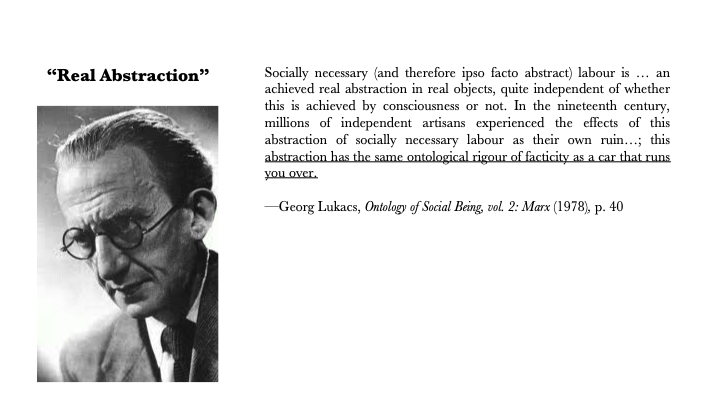 “Real Abstraction”
Socially necessary (and therefore ipso facto abstract) labour is … an
achieved real abstraction in real objects, quite independent of whether
this is achieved by consciousness or not. In the nineteenth century,
millions of independent artisans experienced the effects of this
abstraction of socially necessary labour as their own ruin…; this
abstraction has the same ontological rigour of facticity as a car that runs
you over.
—Georg Lukacs, Ontology of Social Being, vol. 2: Marx (1978), p. 40